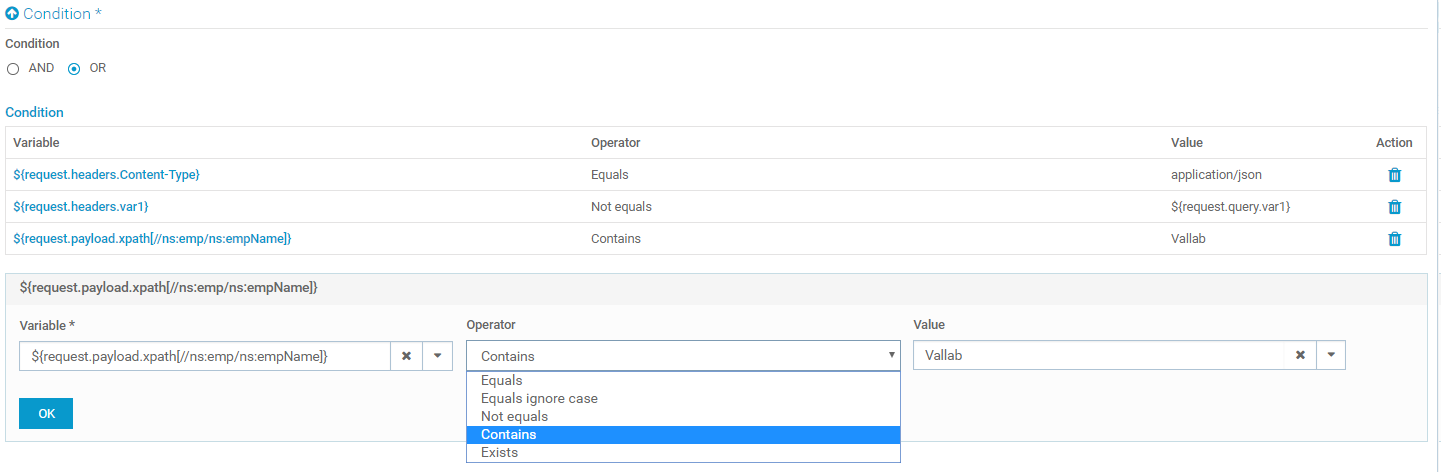 Condition *
Condition
AND OR
Condition
Variable Operator Value Action
${request.headers.Content-Type} Equals application/json
${request.headers.var1} Not equals ${request.query.var1}
${request.payload.xpath[//ns:emp/ns:empName]} Contains Vallab
${request.payload.xpath[//ns:emp/ns:empName]}
Variable * Operator Value
${request.payload.xpath[//ns:emp/ns:empName]} Contains Vallab
Equals
Equals ignore case
Not equals
Contains
Exists
OK